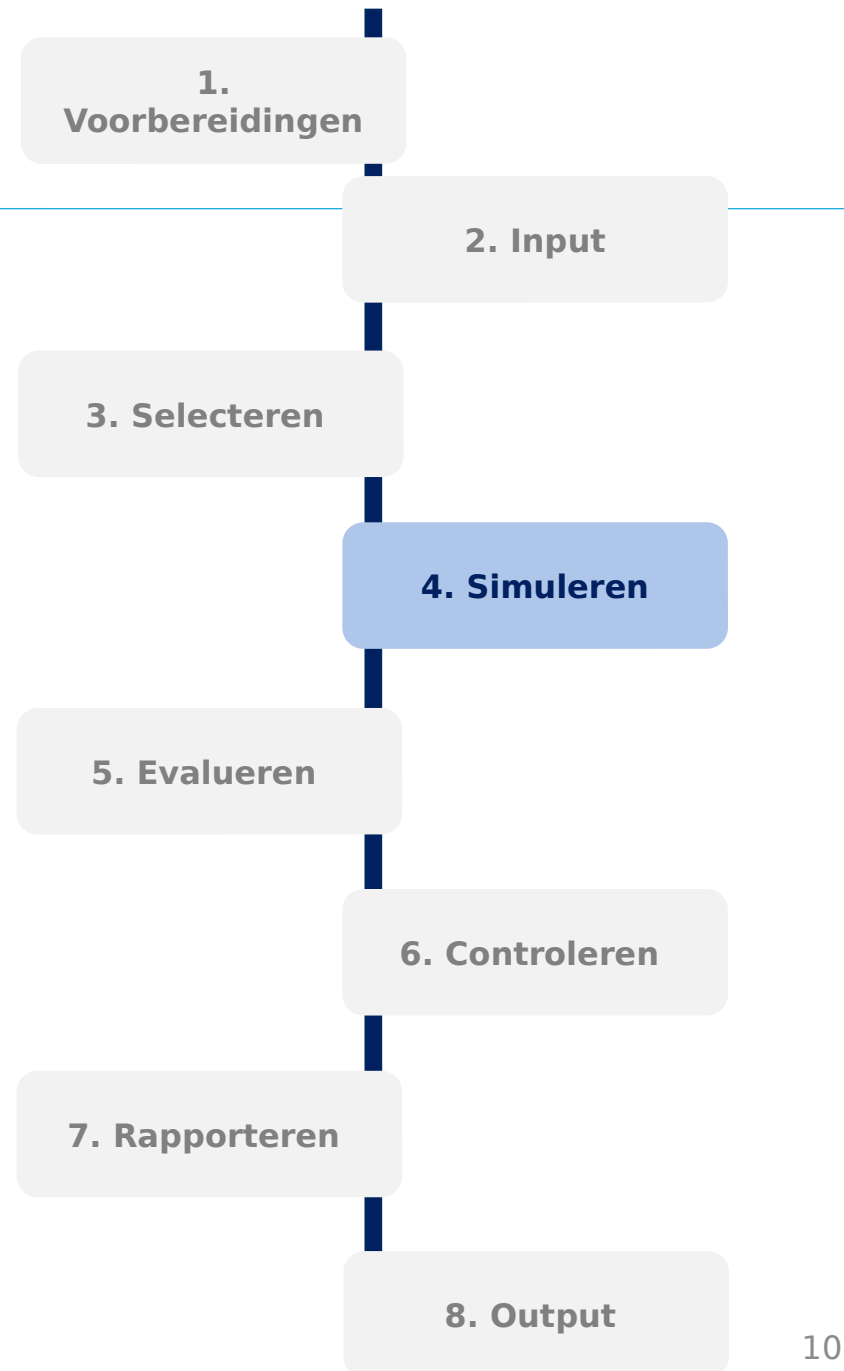 1.
Voorbereidingen
2. Input
3. Selecteren
4. Simuleren
5. Evalueren
6. Controleren
7. Rapporteren
8. Output
10